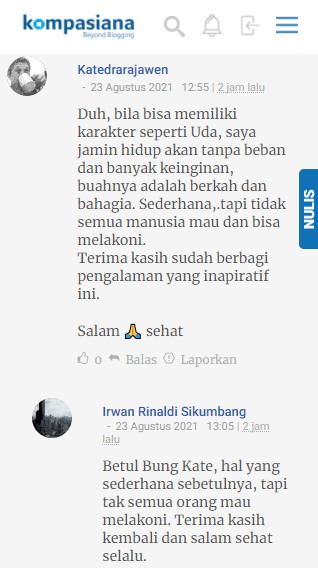 kompasiana
Beyond Blogging
Katedrarajawen
- 23 Agustus 2021 12:55 | 2 jam lalu
Duh, bila bisa memiliki
karakter seperti Uda, saya
jamin hidup akan tanpa beban
dan banyak keinginan,
buahnya adalah berkah dan
bahagia. Sederhana,.tapi tidak
semua manusia mau dan bisa
melakoni.
Terima kasih sudah berbagi
pengalaman yang inapiratif
ini.
Salam 🙏 sehat
0 Balas Laporkan
NULIS
Irwan Rinaldi Sikumbang
- 23 Agustus 2021 13:05 | 2 jam
lalu
Betul Bung Kate, hal yang
sederhana sebetulnya, tapi
tak semua orang mau
melakoni. Terima kasih
kembali dan salam sehat
selalu.